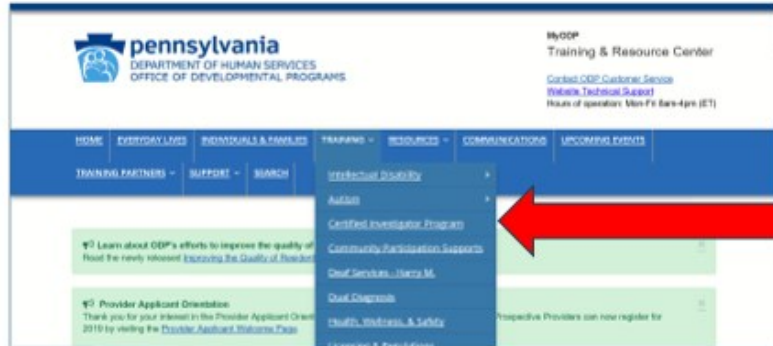 pennsylvania
DEPARTMENT OF HUMAN SERVICES
OFFICE OF DEVELOPMENTAL PROGRAMS
MyODP
Training & Resource Center
Contact ODP Customer Service
Website Technical Support
Hours of operation: Mon-Fri 8am-4pm (ET)
HOME EVERYDAY LIVES INDIVIDUALS & FAMILIES TRAINING RESOURCES COMMUNICATIONS UPCOMING EVENTS
TRAINING PARTNERS SUPPORT SEARCH
Intellectual Disability
Autism
Certified Investigator Program
Community Participation Supports
Deaf Services - Harry M.
Dual Diagnosis
Health, Wellness, & Safety
Licensing & Regulations
Learn about ODP's efforts to improve the quality of
Read the newly released Improving the Quality of Resident
Provider Applicant Orientation
Thank you for your interest in the Provider Applicant Orient Prospective Providers can now register for
2019 by visiting the Provider Applicant Welcome Page